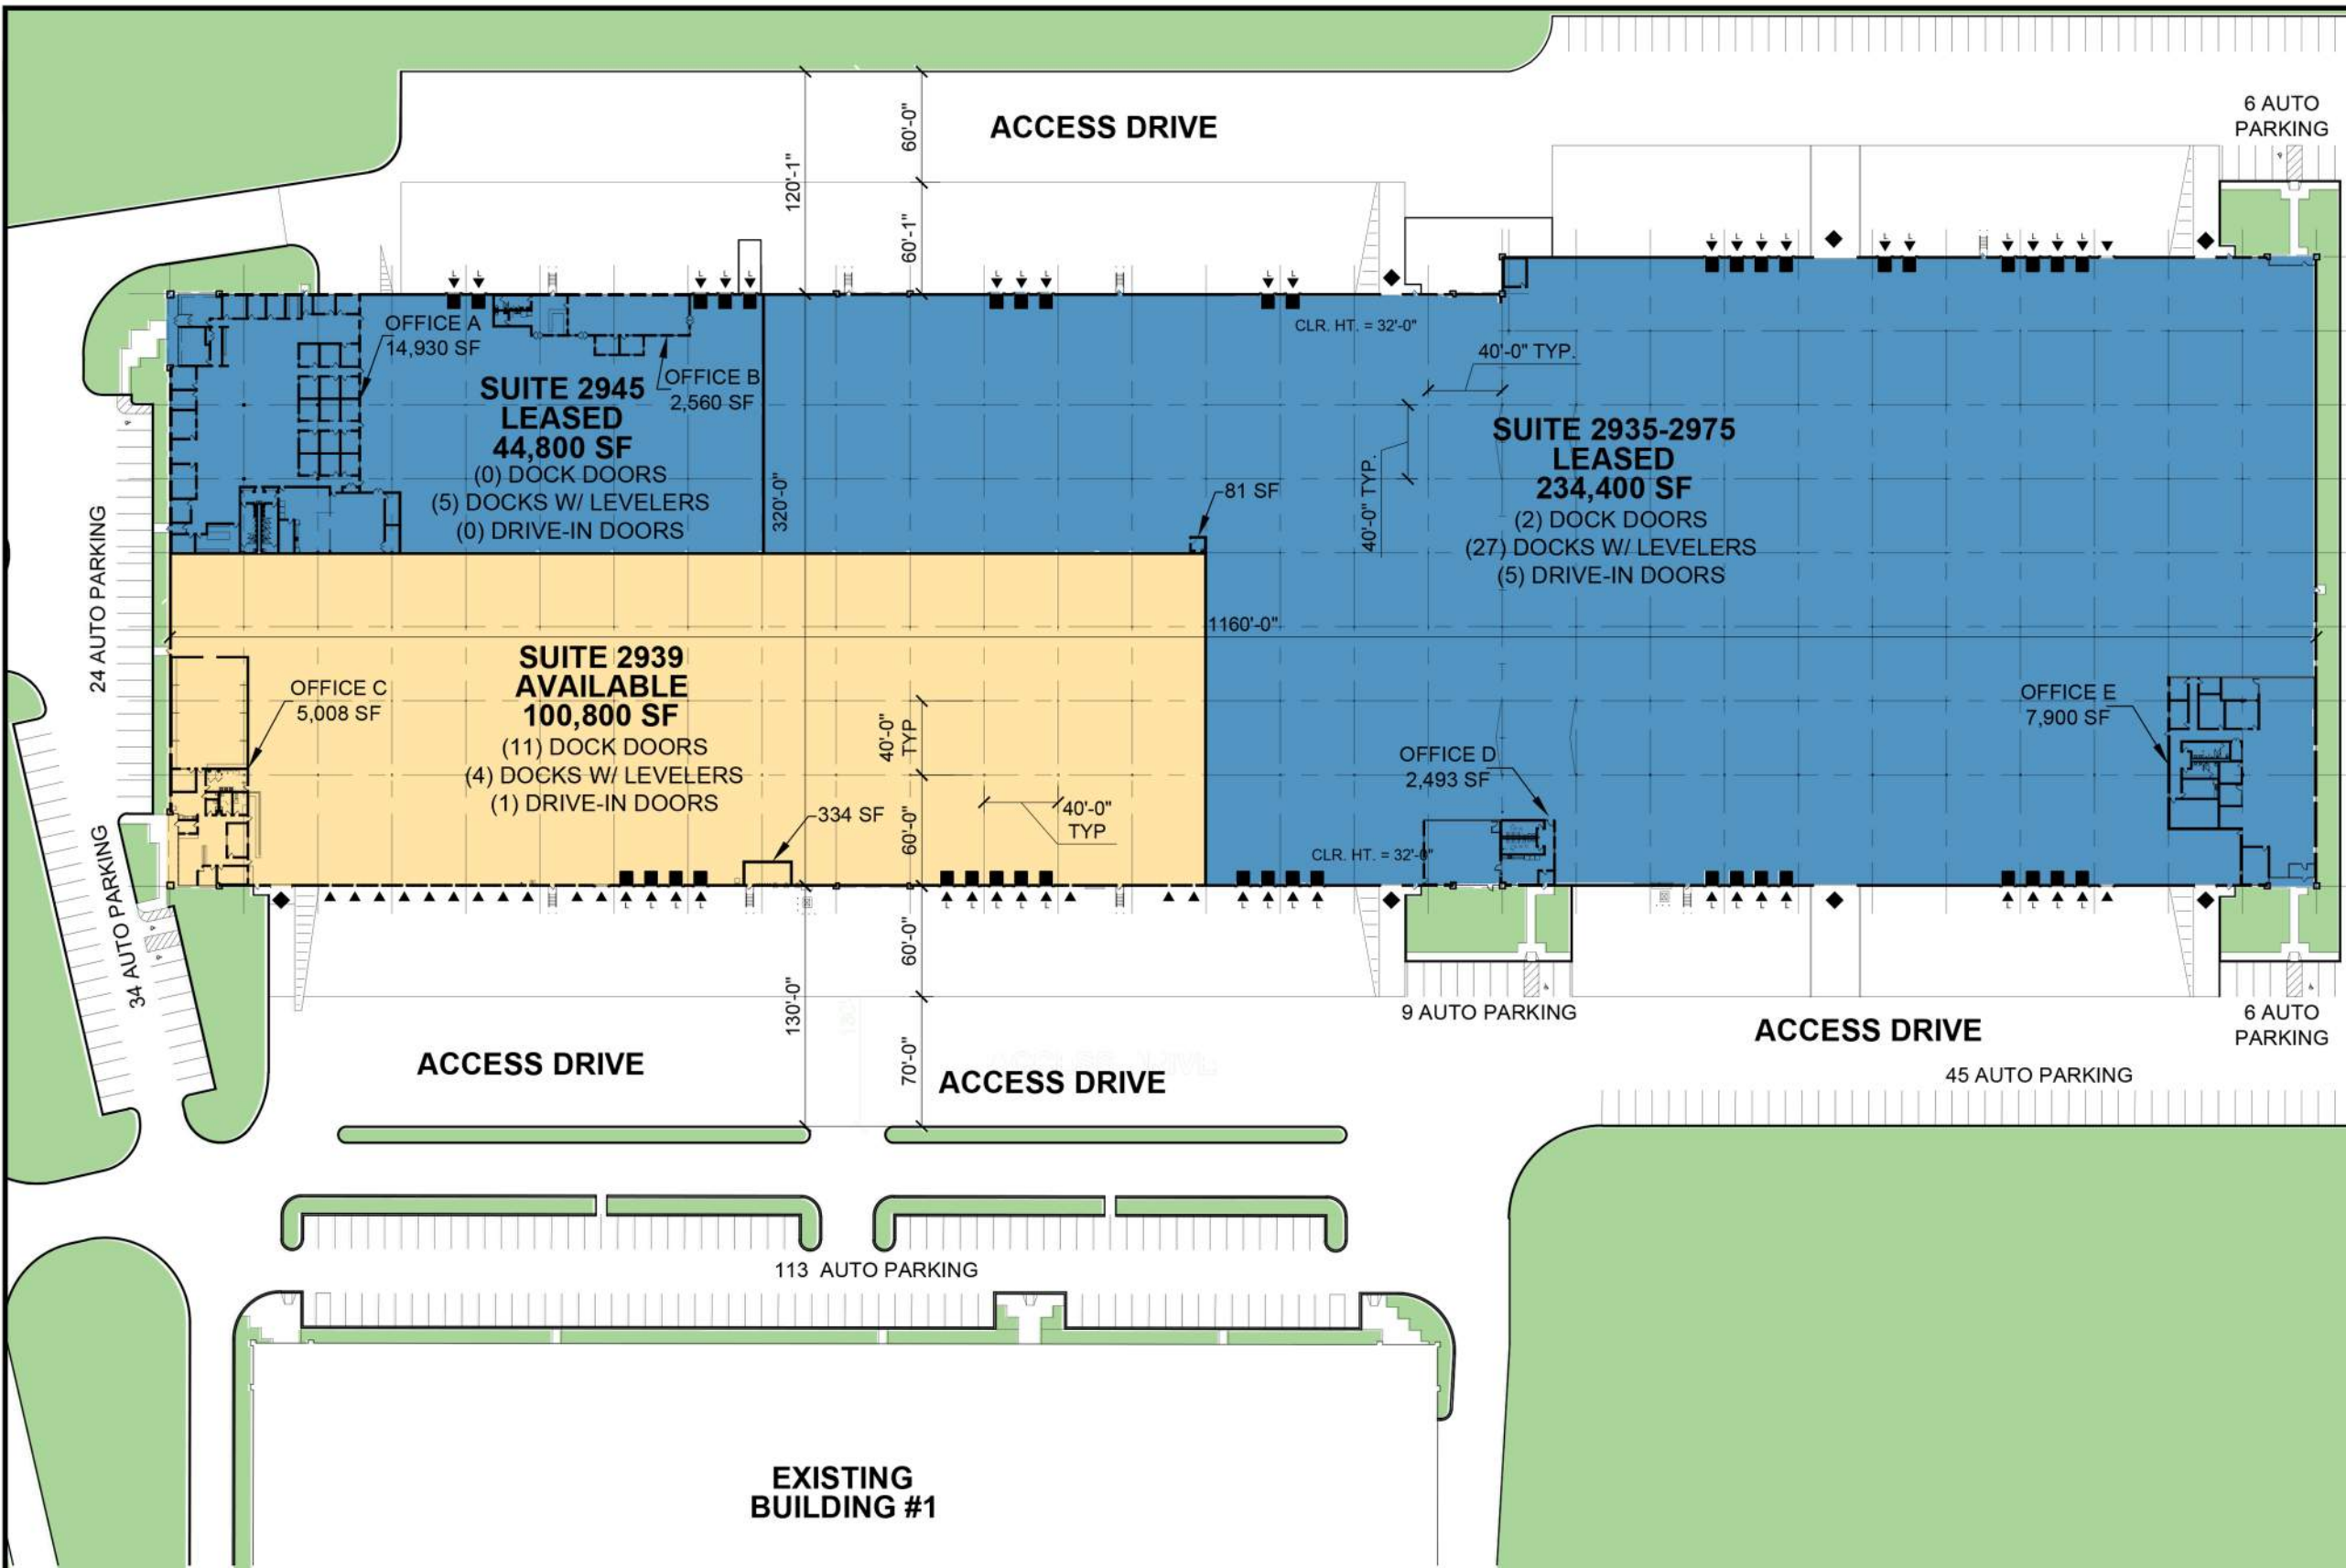 6 AUTO
PARKING
ACCESS DRIVE
60'-0"
120'-1"
60'-1"
OFFICE A
14,930 SF
CLR. HT. = 32'-0"
40'-0" TYP.
OFFICE B
2,560 SF
SUITE 2945
LEASED
44,800 SF
(0) DOCK DOORS
(5) DOCKS W/ LEVELERS
(0) DRIVE-IN DOORS
320'-0"
81 SF
40'-0" TYP.
SUITE 2935-2975
LEASED
234,400 SF
(2) DOCK DOORS
(27) DOCKS W/ LEVELERS
(5) DRIVE-IN DOORS
24 AUTO PARKING
1160'-0"
SUITE 2939
AVAILABLE
100,800 SF
(11) DOCK DOORS
(4) DOCKS W/ LEVELERS
(1) DRIVE-IN DOORS
OFFICE C
5,008 SF
40'-0"
TYP
OFFICE E
7,900 SF
OFFICE D
2,493 SF
334 SF
60'-0"
40'-0"
TYP
CLR. HT. = 32'-0"
34 AUTO PARKING
60'-0"
130'-0"
9 AUTO PARKING
ACCESS DRIVE
6 AUTO
PARKING
ACCESS DRIVE
70'-0"
ACCESS DRIVE
45 AUTO PARKING
113 AUTO PARKING
EXISTING
BUILDING #1